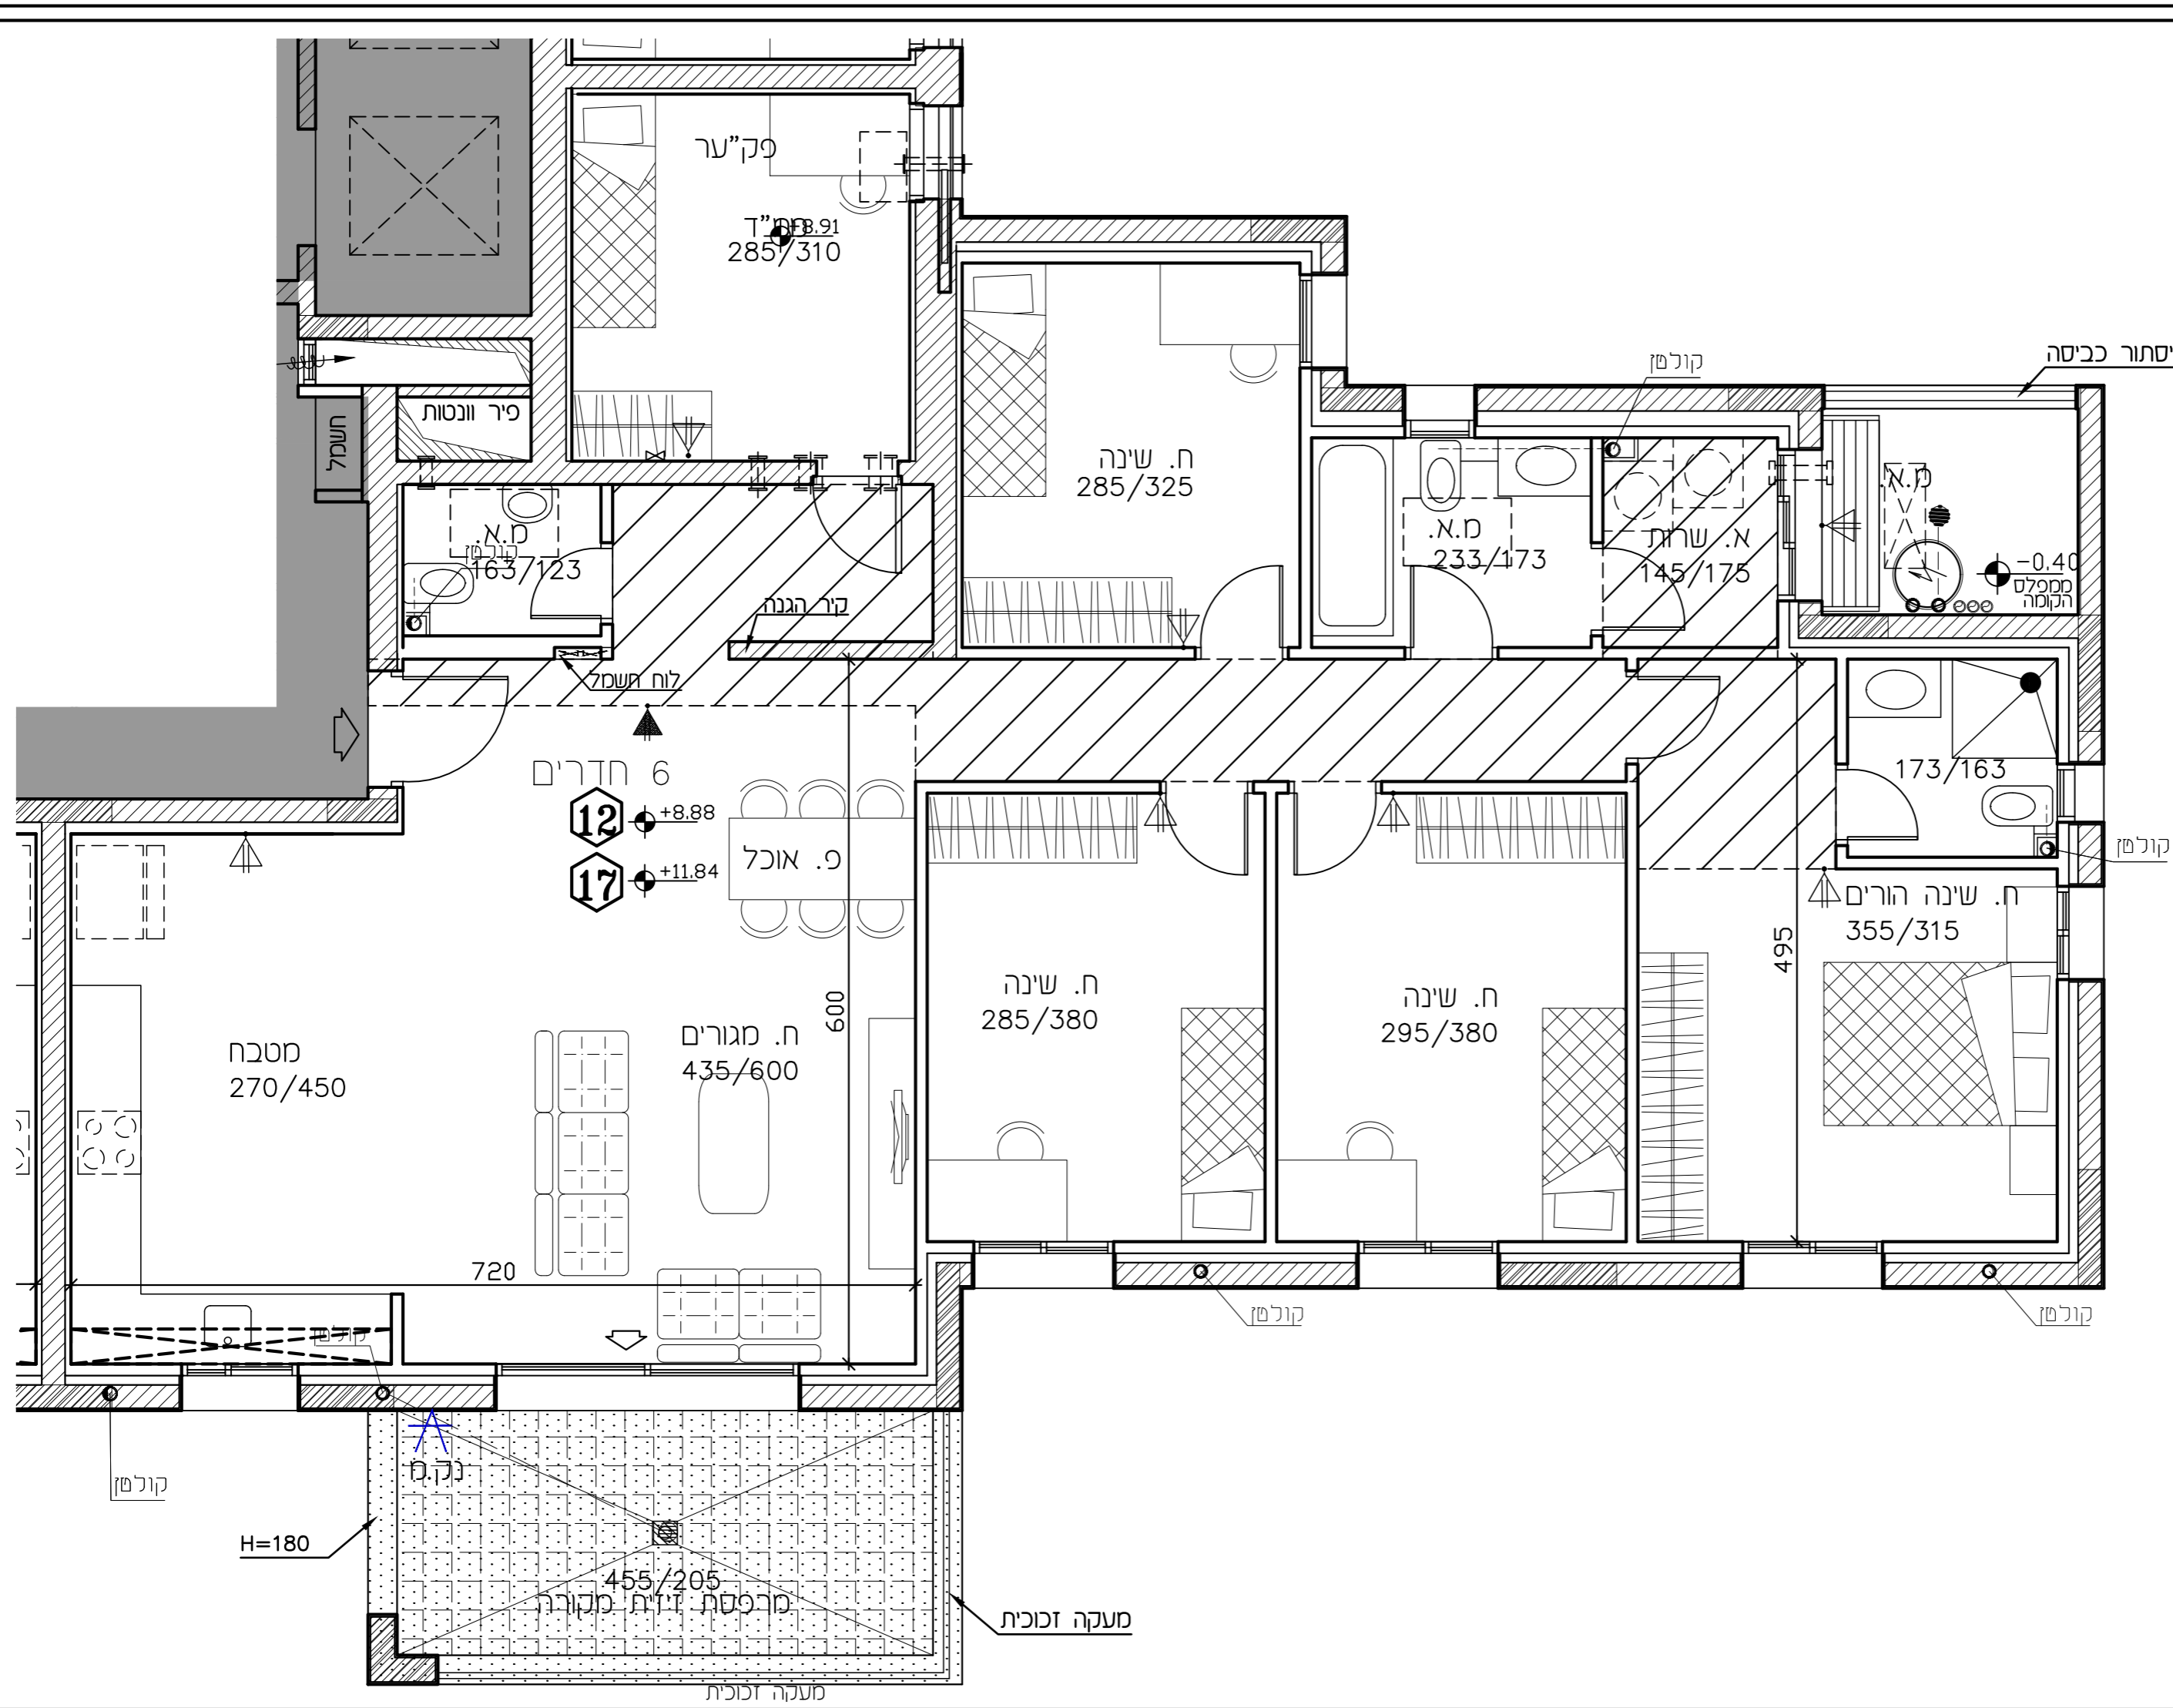 פק"ער
ממ"ד
+8.91
285/310
פיר וונטות
חשמל
ח. שינה
285/325
קולטן
מיסתור כביסה
מ.א.
קולטן
163/123
מ.א.
233/173
א. שרות
145/175
מ.א.
-0.40
ממפלס
הקומה
קיר הגנה
לוח חשמל
6 חדרים
12
+8.88
17
+11.84
פ. אוכל
173/163
קולטן
ח. שינה הורים
355/315
495
ח. שינה
285/380
ח. שינה
295/380
600
ח. מגורים
435/600
מטבח
270/450
720
קולטן
קולטן
קולטן
קולטן
נק.מ
H=180
455/205
מרפסת זיזית מקורה
מעקה זכוכית
מעקה זכוכית